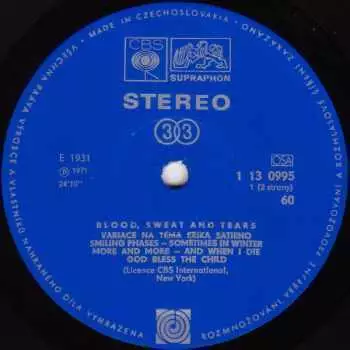 MADE IN CZECHOSLOVAKIA
VŠECHNA PRÁVA VÝROBCE A VLASTNÍKA
NAHRANÉHO DÍLA VYHRAZENA
ROZMNOŽOVÁNÍ, VEŘEJNÉ PROVOZOVÁNÍ
A ROZHLASOVÉ ŠÍŘENÍ ZAKÁZÁNO
CBS
SUPRAPHON
STEREO
33
E 1931
Ⓟ 1971
24'10"
OSA
1 13 0995
1 (2 strany)
60
BLOOD, SWEAT AND TEARS
VARIACE NA TÉMA ERIKA SATIEHO
SMILING PHASES – SOMETIMES IN WINTER
MORE AND MORE – AND WHEN I DIE
GOD BLESS THE CHILD
(Licence CBS International,
New York)